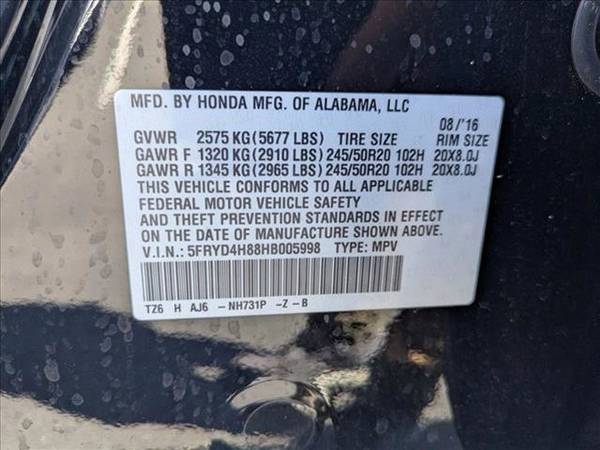 MFD. BY HONDA MFG. OF ALABAMA, LLC
08/'16
GVWR 2575 KG (5677 LBS) TIRE SIZE RIM SIZE
GAWR F 1320 KG (2910 LBS) 245/50R20 102H 20X8.0J
GAWR R 1345 KG (2965 LBS) 245/50R20 102H 20X8.0J
THIS VEHICLE CONFORMS TO ALL APPLICABLE
FEDERAL MOTOR VEHICLE SAFETY
AND THEFT PREVENTION STANDARDS IN EFFECT
ON THE DATE OF MANUFACTURE SHOWN ABOVE.
V.I.N.: 5FRYD4H88HB005998 TYPE: MPV
TZ6 H AJ6 -NH731P -Z-B